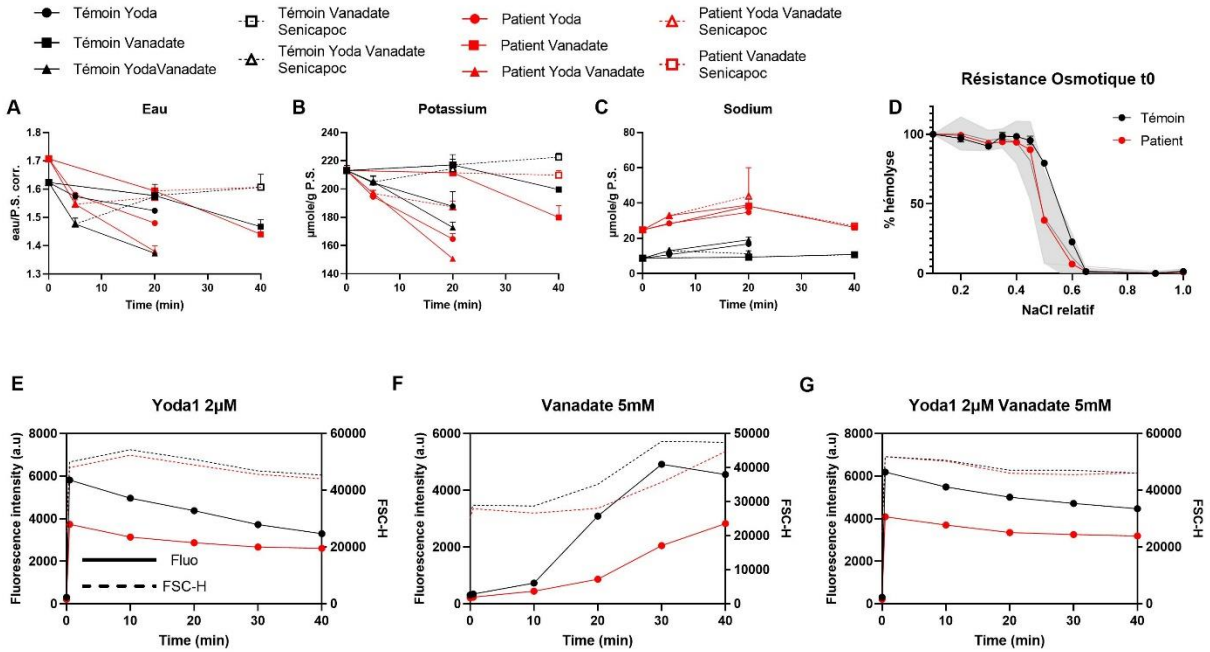 Témoin Yoda
Témoin Vanadate
Témoin YodaVanadate
Témoin Vanadate
Senicapoc
Témoin Yoda Vanadate
Senicapoc
Patient Yoda
Patient Vanadate
Patient Yoda Vanadate
Patient Yoda Vanadate
Senicapoc
Patient Vanadate
Senicapoc
A
Eau
eau/P.S. corr.
1.8
1.7
1.6
1.5
1.4
1.3
0
10
20
30
40
Time (min)
B
Potassium
µmole/g P.S.
240
220
200
180
160
140
0
10
20
30
40
Time (min)
C
Sodium
µmole/g P.S.
80
60
40
20
0
0
10
20
30
40
Time (min)
Résistance Osmotique t0
D
Témoin
Patient
% hémolyse
100
50
0
0.2
0.4
0.6
0.8
1.0
NaCl relatif
E
Yoda1 2µM
Fluorescence intensity (a.u)
8000
6000
4000
2000
0
60000
40000
20000
0
FSC-H
Fluo
FSC-H
0
10
20
30
40
Time (min)
F
Vanadate 5mM
Fluorescence intensity (a.u)
6000
4000
2000
0
50000
40000
30000
20000
10000
0
FSC-H
0
10
20
30
40
Time (min)
G
Yoda1 2µM Vanadate 5mM
Fluorescence intensity (a.u)
8000
6000
4000
2000
0
60000
40000
20000
0
FSC-H
0
10
20
30
40
Time (min)